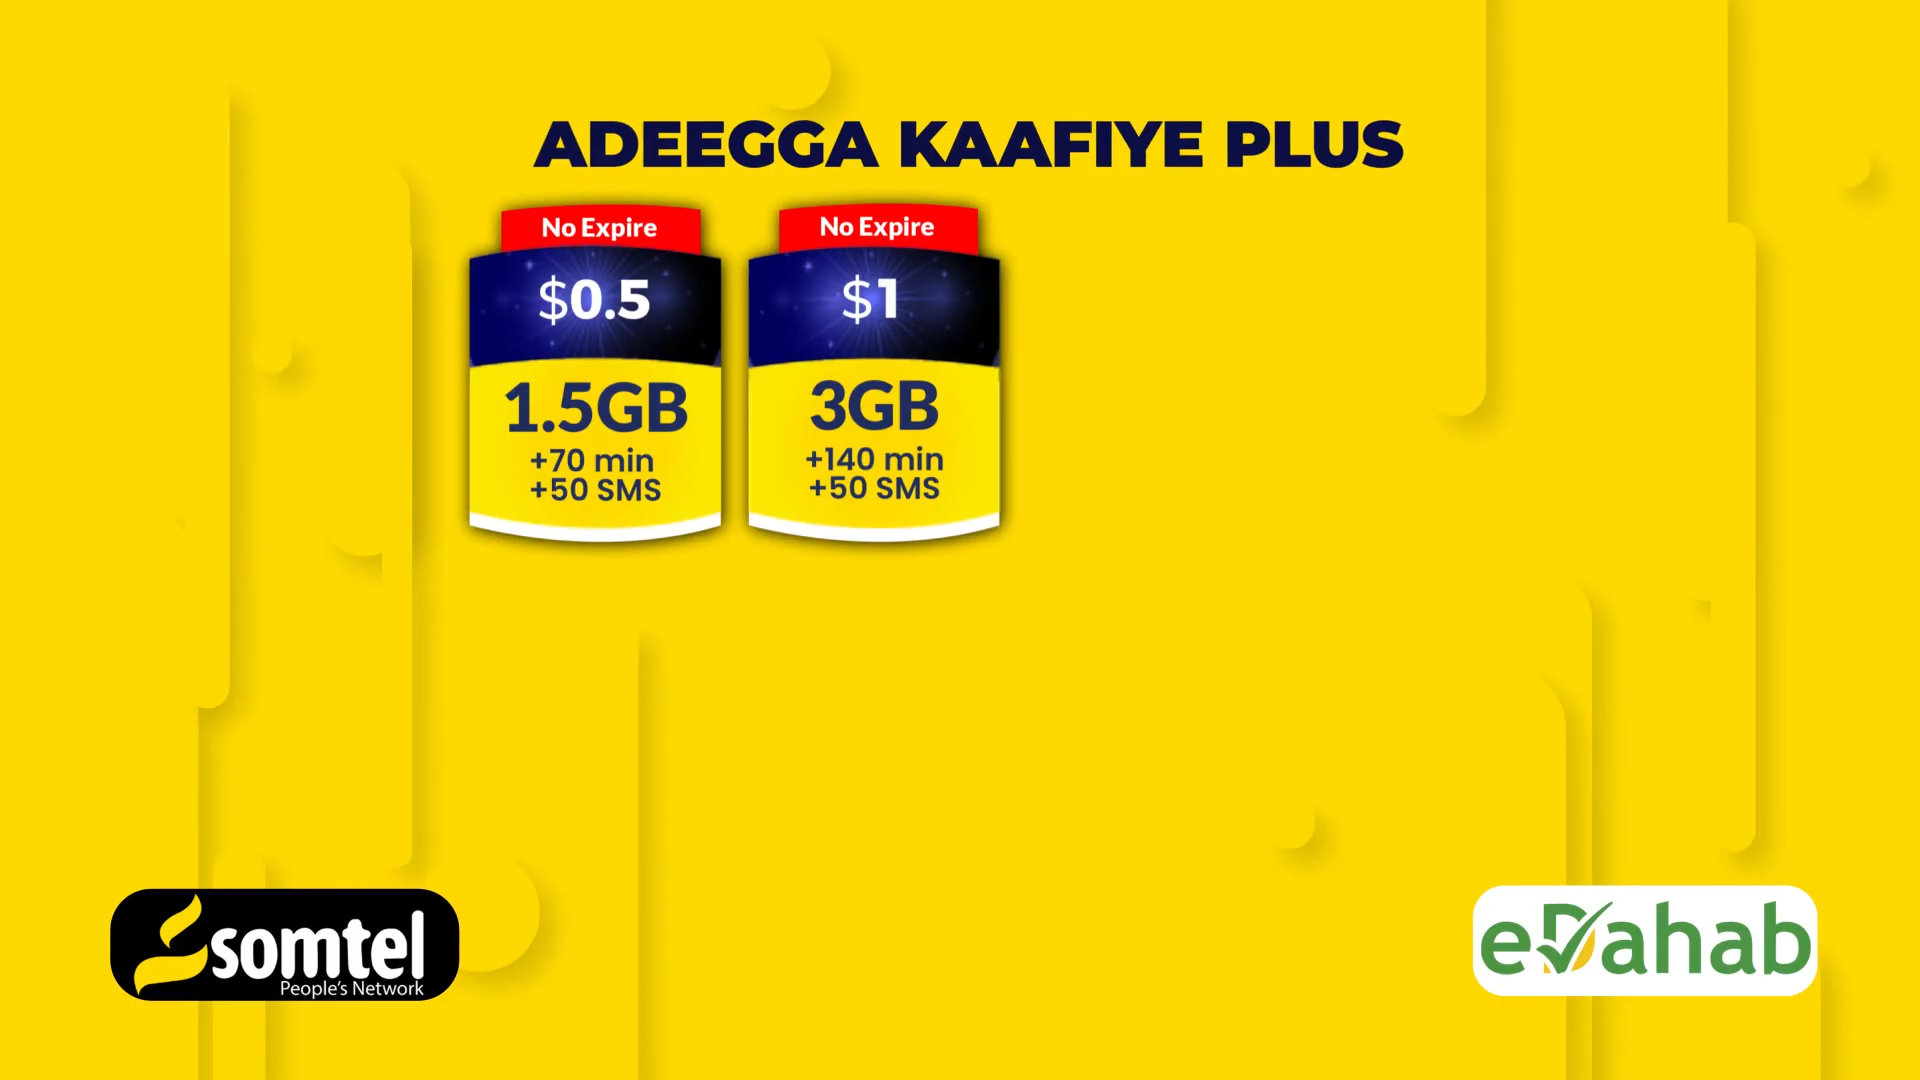 ADEEGGA KAAFIYE PLUS
No Expire
$0.5
1.5GB
+70 min
+50 SMS
No Expire
$1
3GB
+140 min
+50 SMS
somtel
People's Network
eDahab